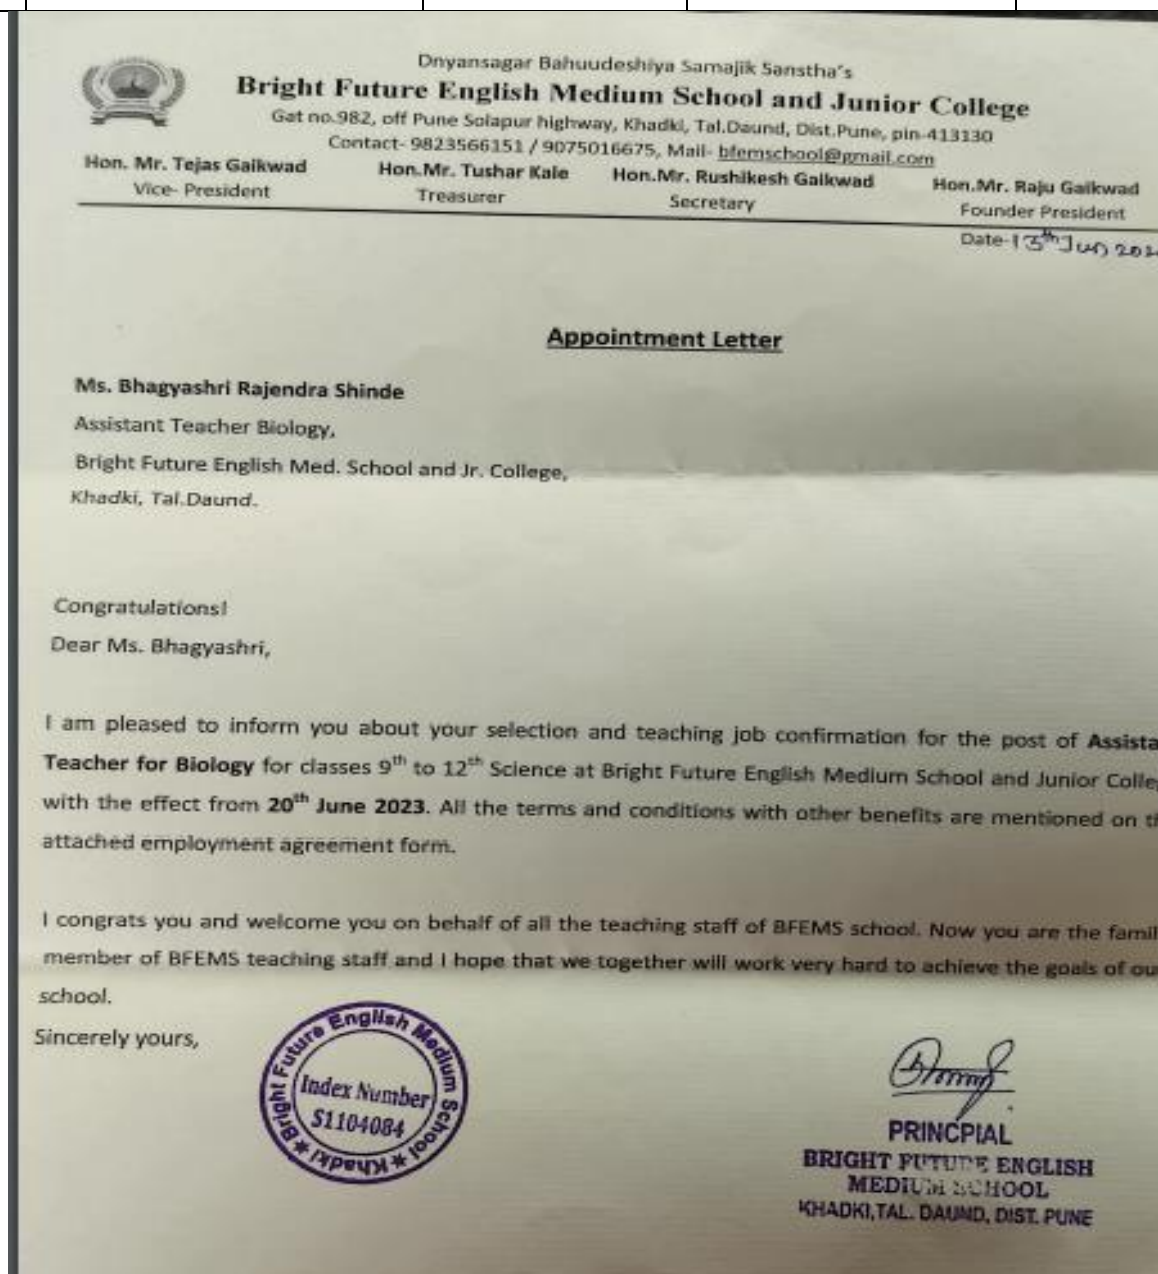 Dnyansagar Bahuudeshiya Samajik Sanstha's
Bright Future English Medium School and Junior College
Gat no.982, off Pune Solapur highway, Khadki, Tal.Daund, Dist.Pune, pin-413130
Contact- 9823566151 / 9075016675, Mail- bfemschool@gmail.com
Hon. Mr. Tejas Gaikwad Hon.Mr. Tushar Kale Hon.Mr. Rushikesh Gaikwad Hon.Mr. Raju Gaikwad
Vice- President Treasurer Secretary Founder President
Date-13th Jun
Appointment Letter
Ms. Bhagyashri Rajendra Shinde
Assistant Teacher Biology,
Bright Future English Med. School and Jr. College,
Khadki, Tal.Daund.
Congratulations!
Dear Ms. Bhagyashri,
I am pleased to inform you about your selection and teaching job confirmation for the post of Assista
Teacher for Biology for classes 9th to 12th Science at Bright Future English Medium School and Junior Colle
with the effect from 20th June 2023. All the terms and conditions with other benefits are mentioned on t
attached employment agreement form.
I congrats you and welcome you on behalf of all the teaching staff of BFEMS school. Now you are the famil
member of BFEMS teaching staff and I hope that we together will work very hard to achieve the goals of ou
school.
Sincerely yours,
Bright Future English Medium School
Khadki
Index Number
S1104084
PRINCPIAL
BRIGHT FUTURE ENGLISH
MEDIUM SCHOOL
KHADKI,TAL. DAUND, DIST. PUNE